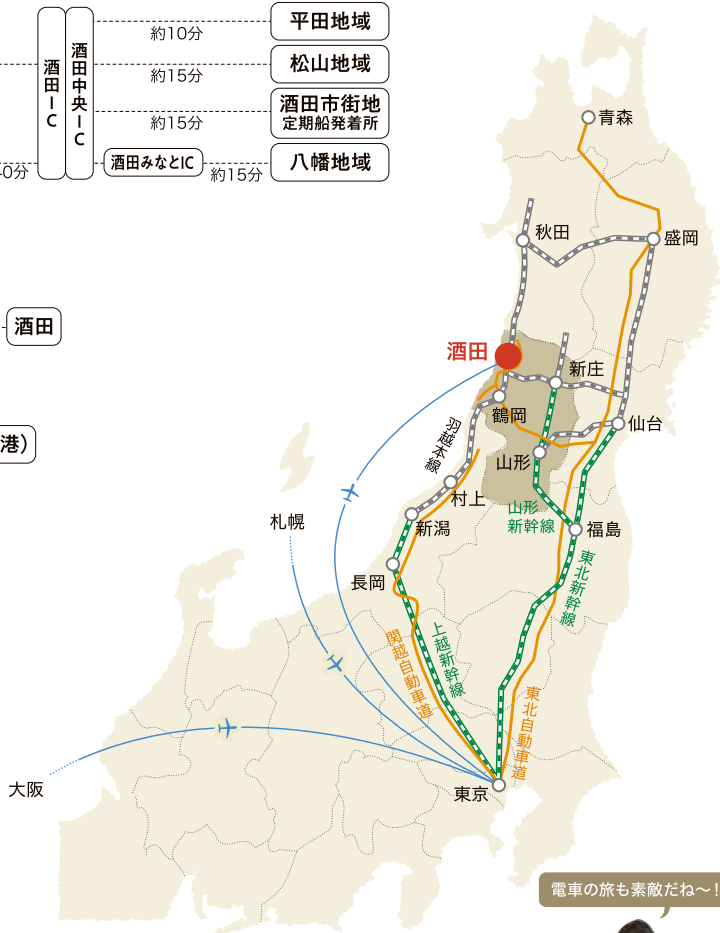 平田地域
約10分
松山地域
約15分
酒田IC
酒田中央IC
酒田市街地
定期船発着所
約15分
酒田みなとIC
約15分
八幡地域
0分
酒田
港）
青森
秋田
盛岡
酒田
新庄
鶴岡
仙台
羽越本線
山形
村上
山形
新幹線
札幌
新潟
福島
長岡
東北新幹線
上越新幹線
関越自動車道
東北自動車道
大阪
東京
電車の旅も素敵だね〜！